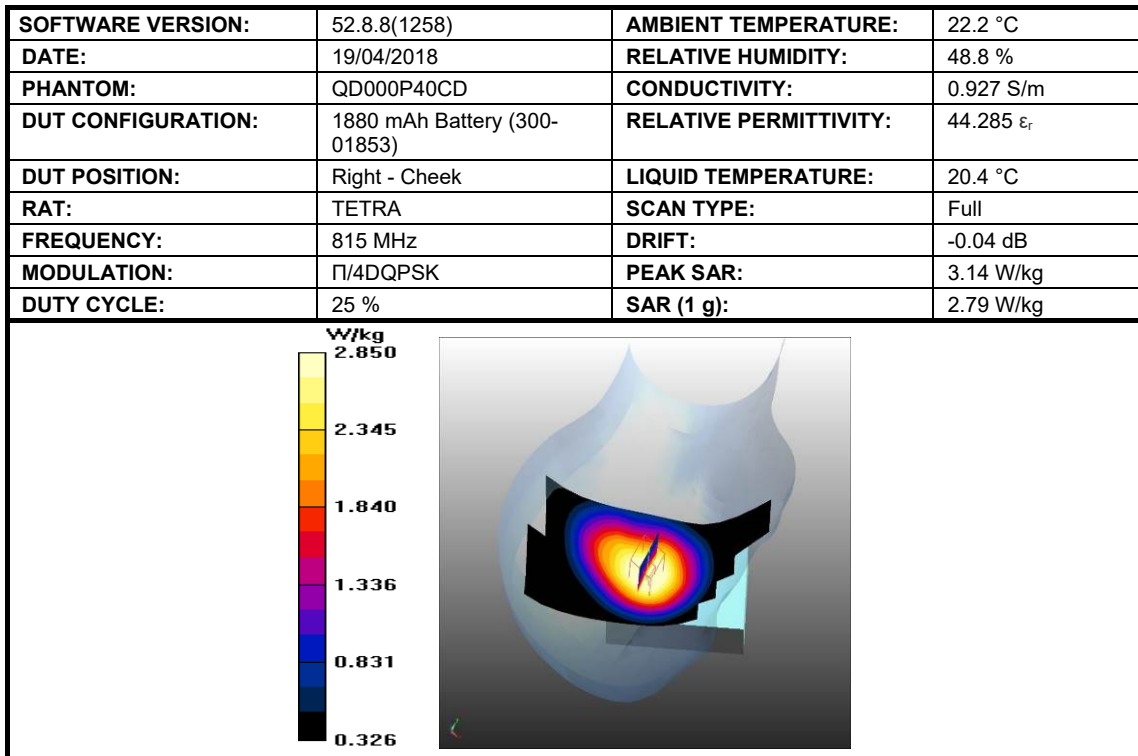 SOFTWARE VERSION: 52.8.8(1258) AMBIENT TEMPERATURE: 22.2 °C
DATE: 19/04/2018 RELATIVE HUMIDITY: 48.8 %
PHANTOM: QD000P40CD CONDUCTIVITY: 0.927 S/m
DUT CONFIGURATION: 1880 mAh Battery (300- RELATIVE PERMITTIVITY: 44.285 εr
01853)
DUT POSITION: Right - Cheek LIQUID TEMPERATURE: 20.4 °C
RAT: TETRA SCAN TYPE: Full
FREQUENCY: 815 MHz DRIFT: -0.04 dB
MODULATION: Π/4DQPSK PEAK SAR: 3.14 W/kg
DUTY CYCLE: 25 % SAR (1 g): 2.79 W/kg
W/kg
2.850
2.345
1.840
1.336
0.831
0.326